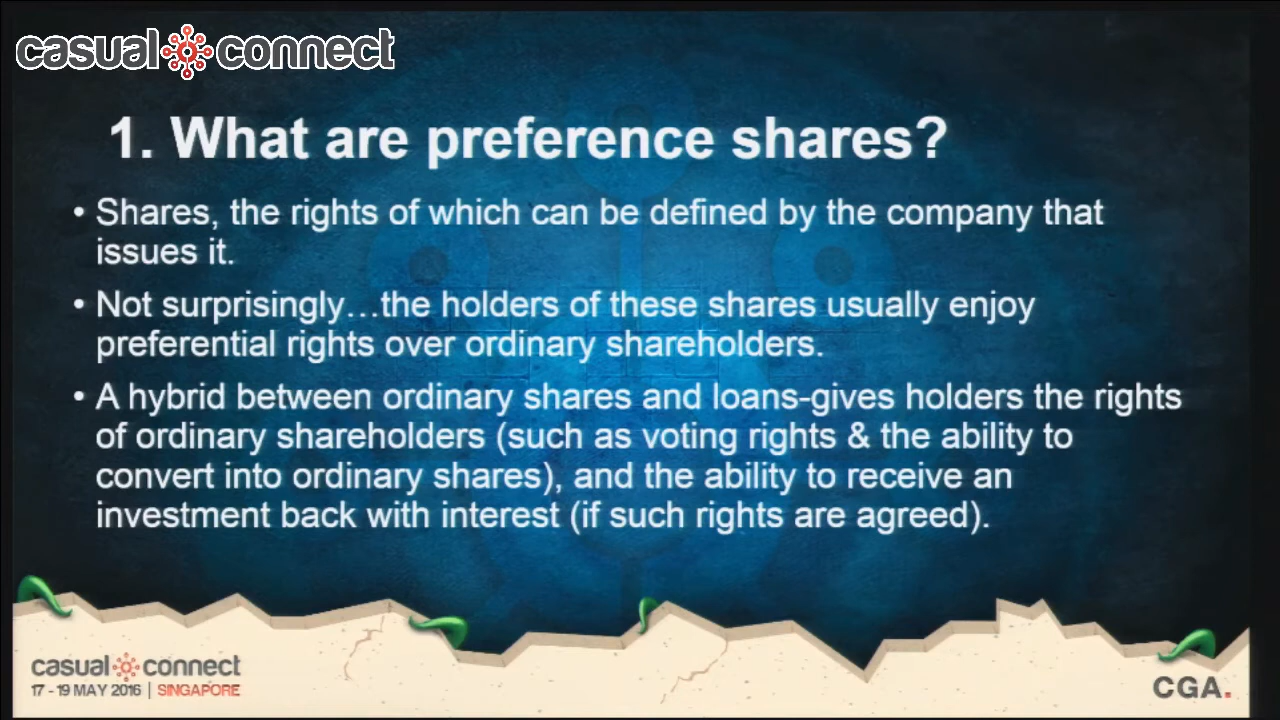 casual connect
1. What are preference shares?
• Shares, the rights of which can be defined by the company that
issues it.
• Not surprisingly…the holders of these shares usually enjoy
preferential rights over ordinary shareholders.
• A hybrid between ordinary shares and loans-gives holders the rights
of ordinary shareholders (such as voting rights & the ability to
convert into ordinary shares), and the ability to receive an
investment back with interest (if such rights are agreed).
casual connect
17 - 19 MAY 2016 | SINGAPORE
CGA.